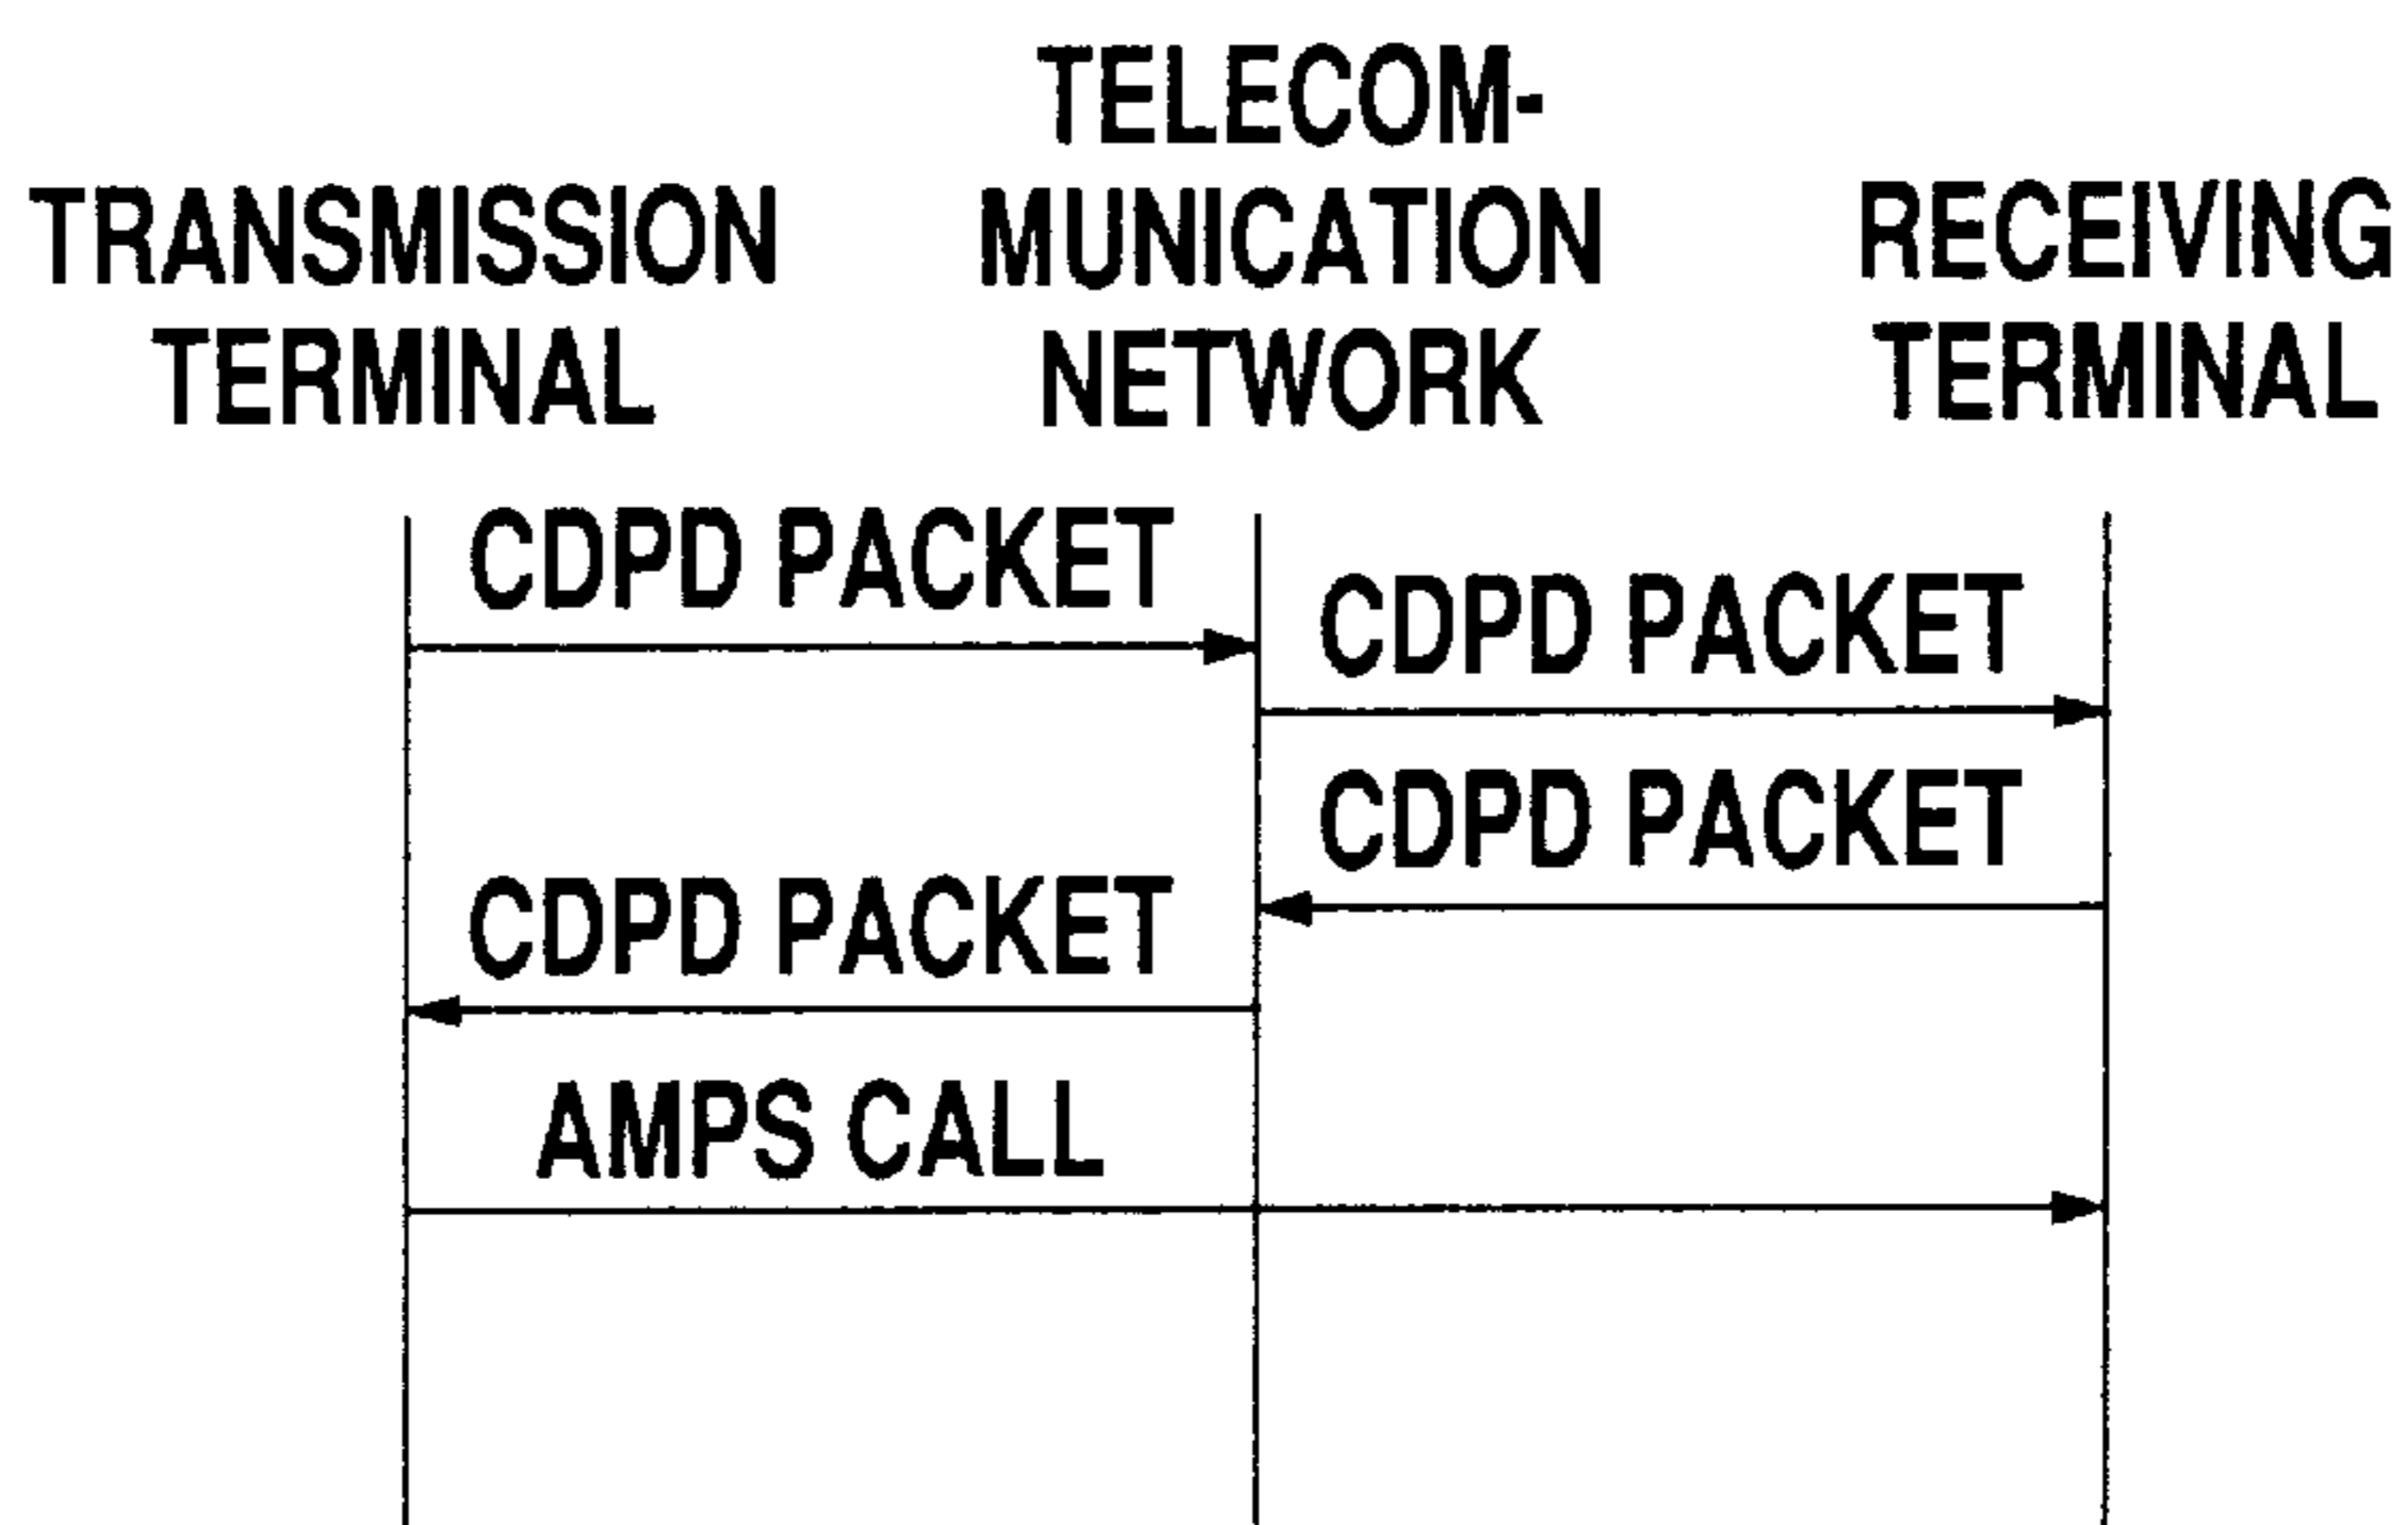 TRANSMISSION
TERMINAL
TELECOM-
MUNICATION
NETWORK
RECEIVING
TERMINAL
CDPD PACKET
CDPD PACKET
CDPD PACKET
CDPD PACKET
AMPS CALL